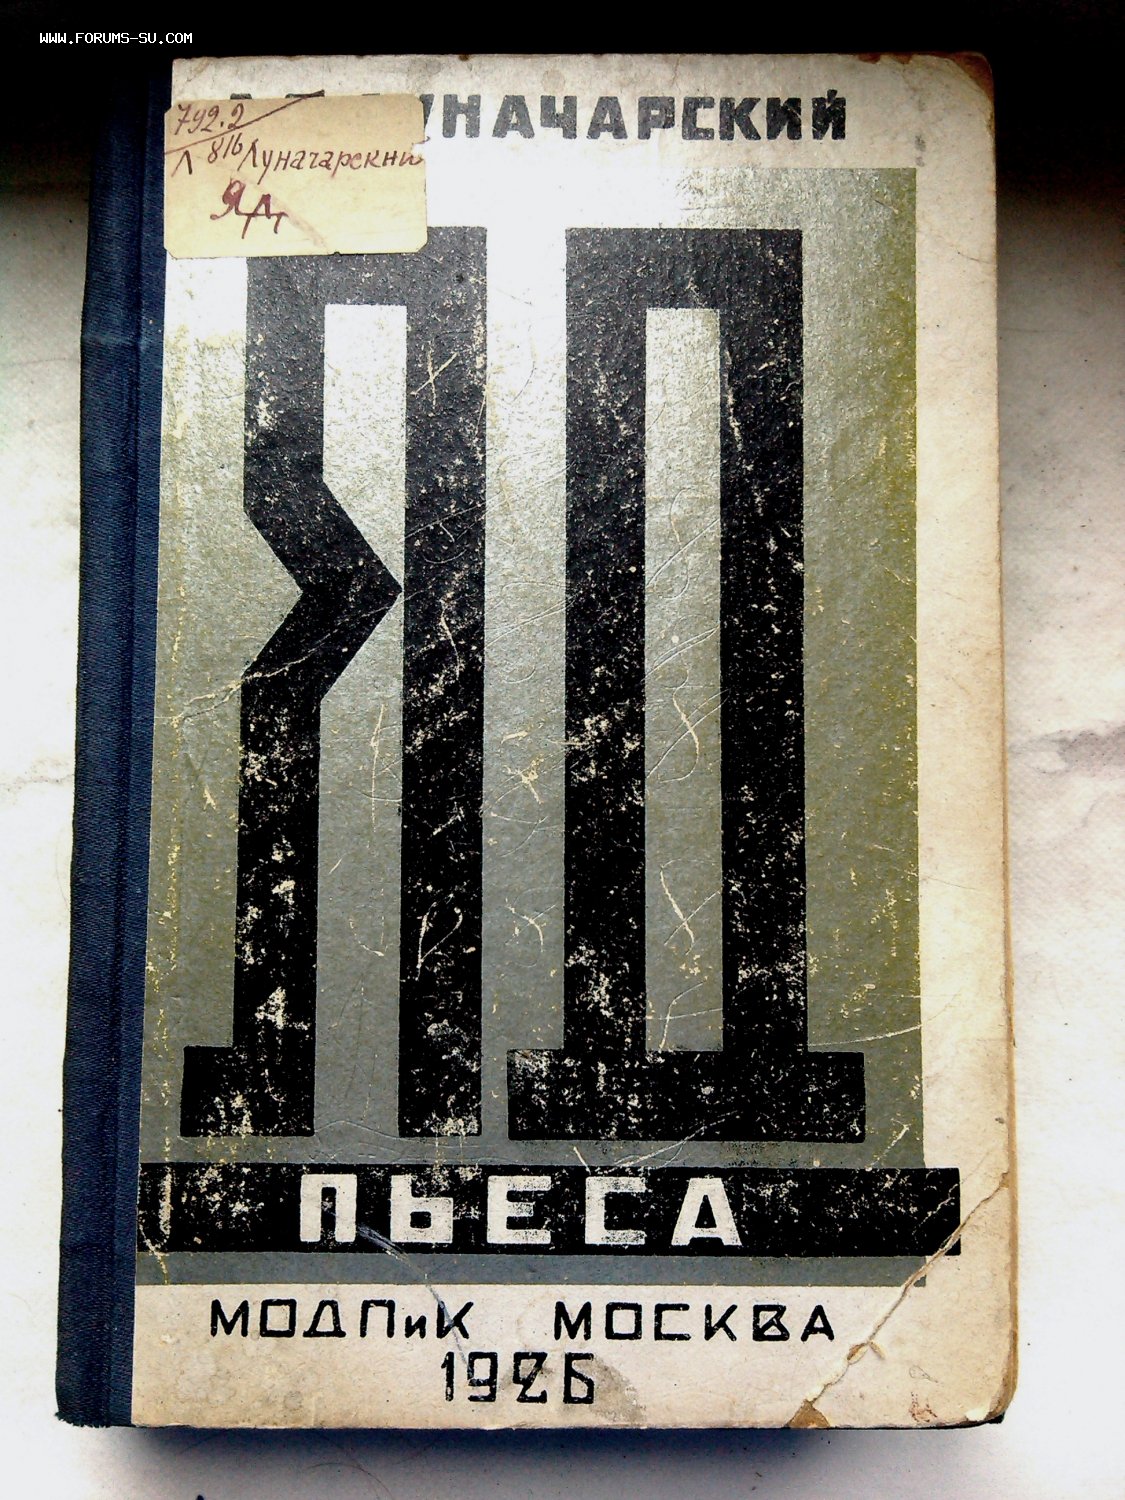 WWW.FORUMS-SU.COM
УНАЧАРСКИЙ
792.2
Л 816 Луначарский
Яд
ЯД
ПЬЕСА
МОДПиК МОСКВА
1926